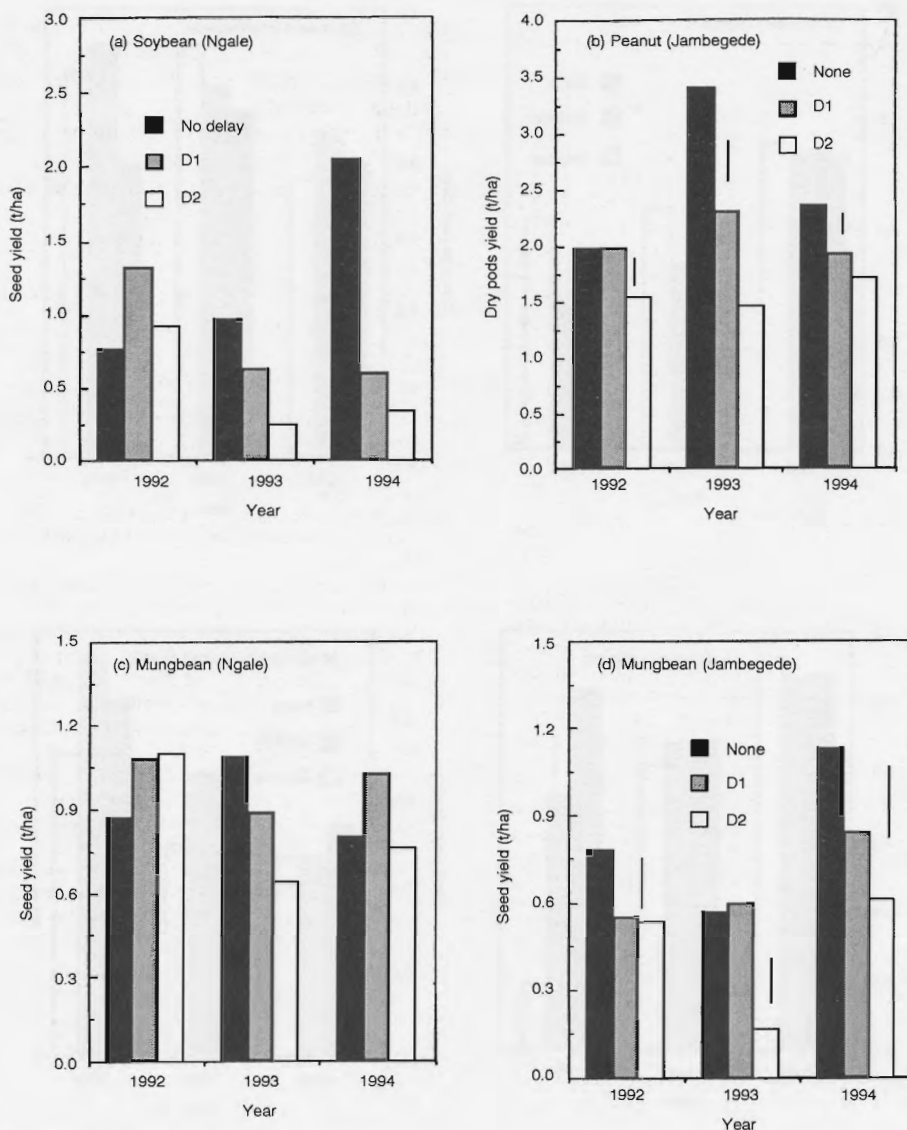 (a) Soybean (Ngale)
Seed yield (t/ha)
3.0
2.5
2.0
1.5
1.0
0.5
0.0
No delay
D1
D2
1992 1993 1994
Year
(b) Peanut (Jambegede)
Dry pods yield (t/ha)
4.0
3.5
3.0
2.5
2.0
1.5
1.0
0.5
0.0
None
D1
D2
1992 1993 1994
Year
(c) Mungbean (Ngale)
Seed yield (t/ha)
1.5
1.2
0.9
0.6
0.3
0.0
1992 1993 1994
Year
(d) Mungbean (Jambegede)
Seed yield (t/ha)
1.5
1.2
0.9
0.6
0.3
0.0
None
D1
D2
1992 1993 1994
Year